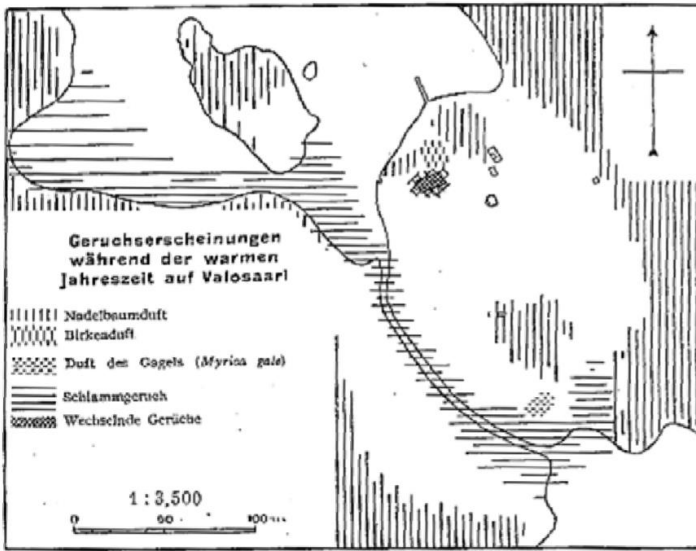 Geruchserscheinungen
während der warmen
Jahreszeit auf Valosaari
Nadelbaumduft
Birkenduft
Duft des Gagels (Myrica gale)
Schlammgeruch
Wechselnde Gerüche
1 : 3,500
0 50 100 m